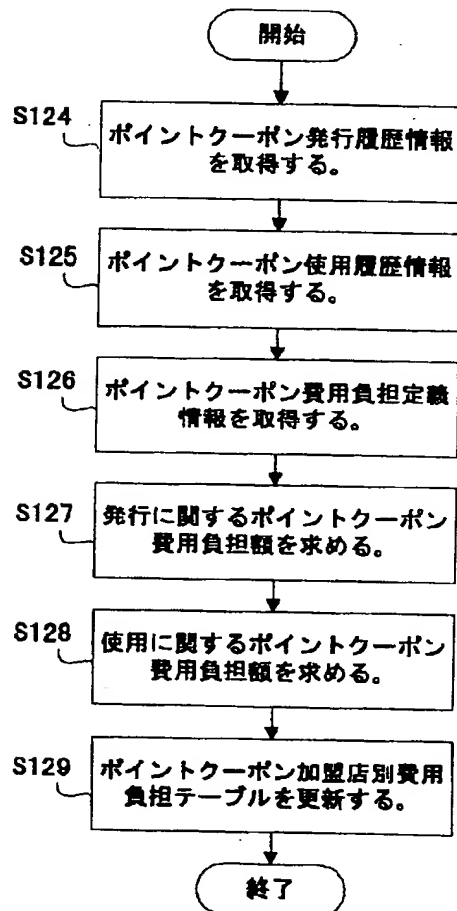 開始
S124
ポイントクーポン発行履歴情報
を取得する。
S125
ポイントクーポン使用履歴情報
を取得する。
S126
ポイントクーポン費用負担定義
情報を取得する。
S127
発行に関するポイントクーポン
費用負担額を求める。
S128
使用に関するポイントクーポン
費用負担額を求める。
S129
ポイントクーポン加盟店別費用
負担テーブルを更新する。
終了